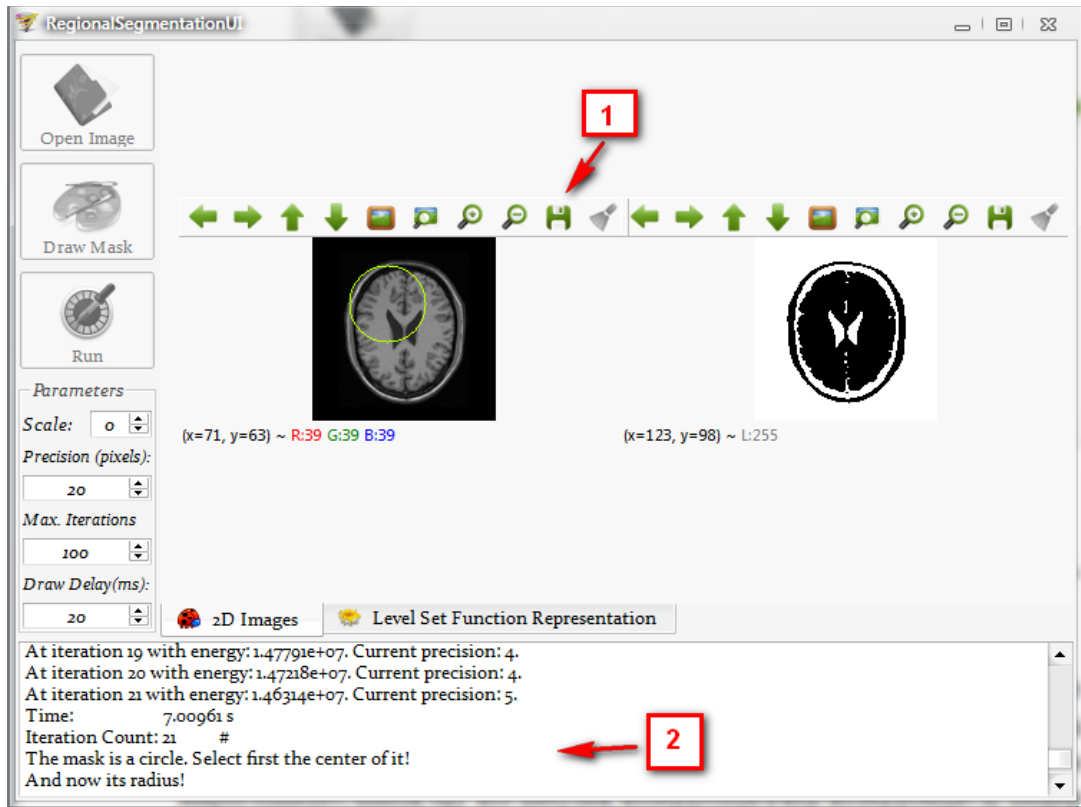 RegionalSegmentationUI
Open Image
Draw Mask
Run
Parameters
Scale: 0
Precision (pixels):
20
Max. Iterations
100
Draw Delay(ms):
20
1
(x=71, y=63) ~ R:39 G:39 B:39
(x=123, y=98) ~ L:255
2D Images
Level Set Function Representation
At iteration 19 with energy: 1.47791e+07. Current precision: 4.
At iteration 20 with energy: 1.47218e+07. Current precision: 4.
At iteration 21 with energy: 1.46314e+07. Current precision: 5.
Time: 7.00961 s
Iteration Count: 21 #
The mask is a circle. Select first the center of it!
And now its radius!
2